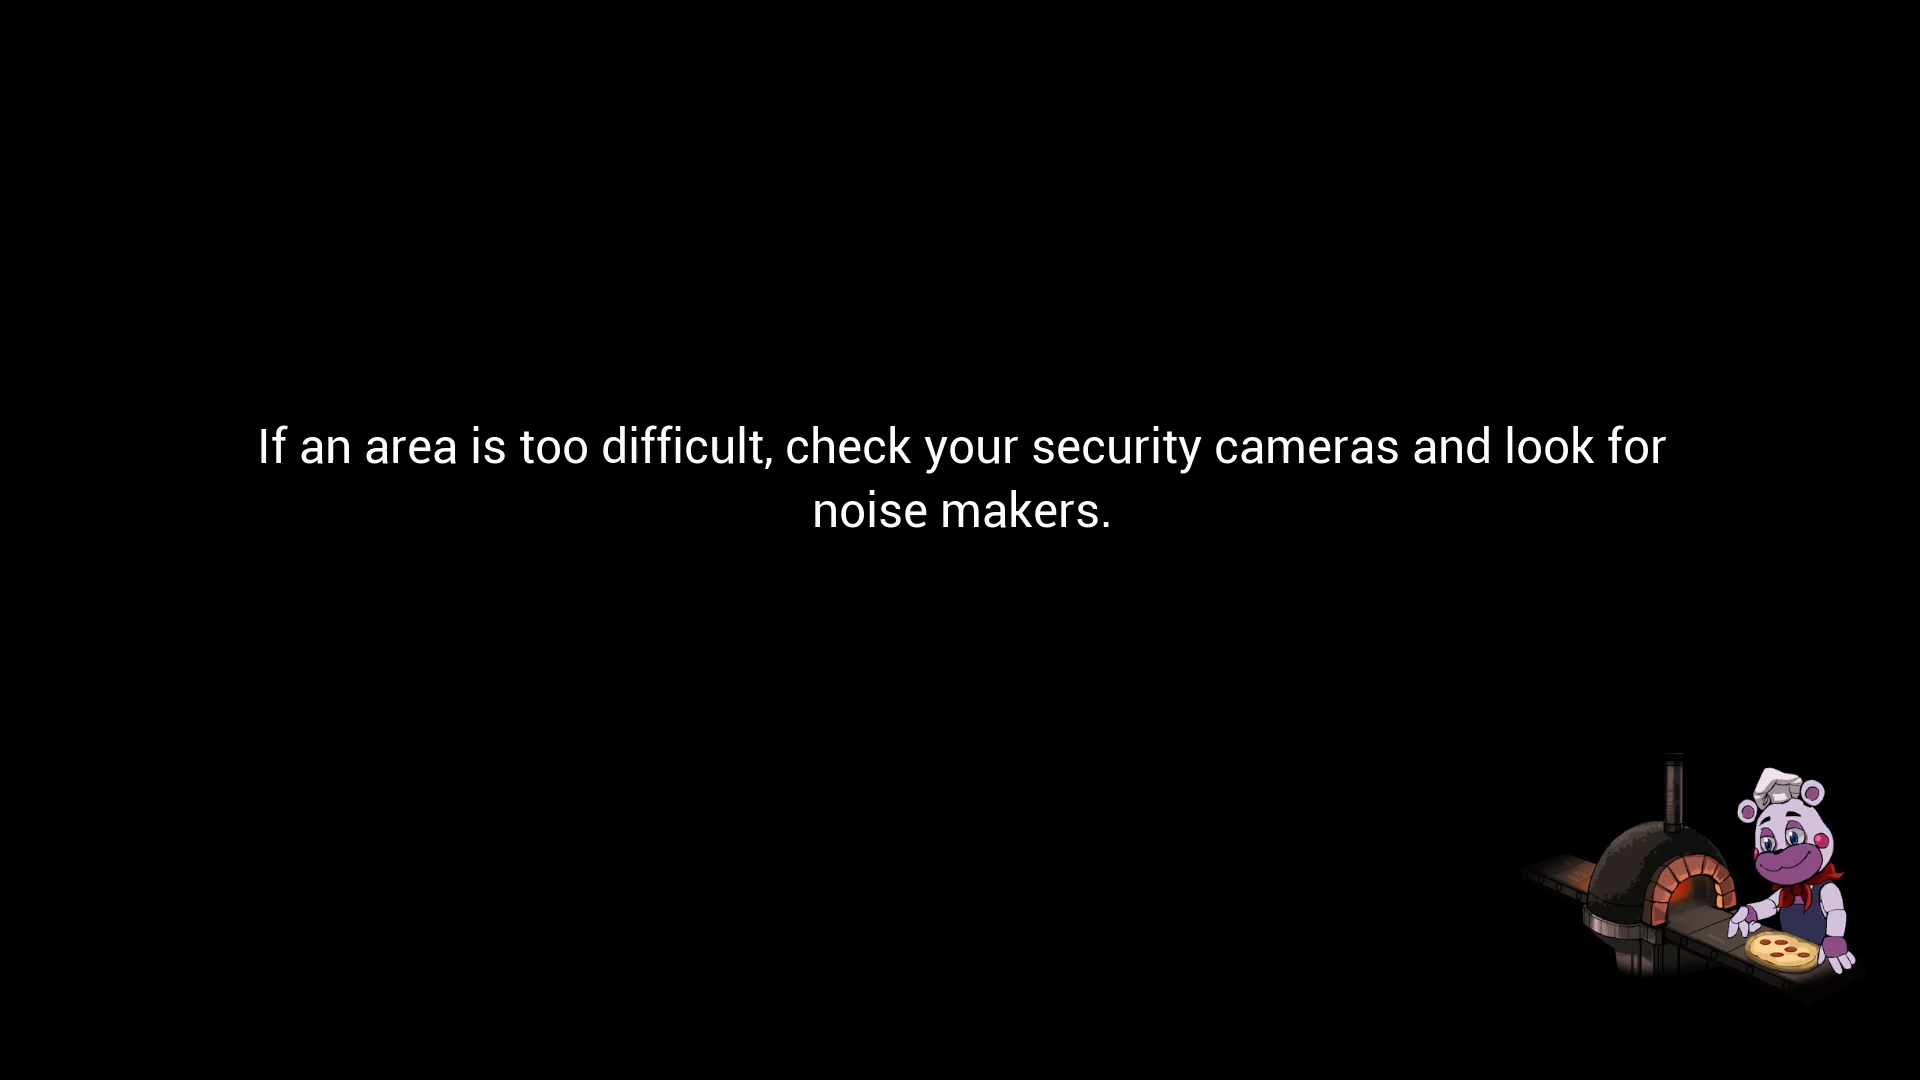 If an area is too difficult, check your security cameras and look for
noise makers.